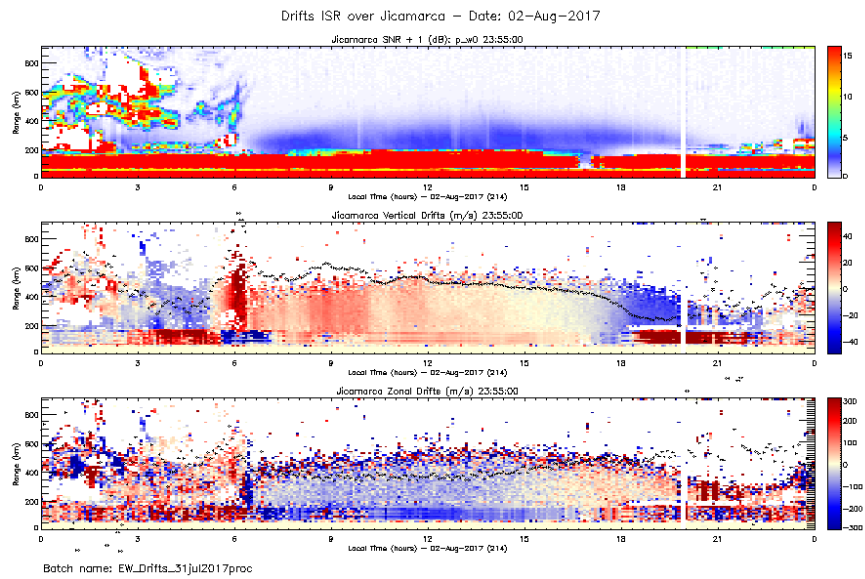 Drifts ISR over Jicamarca – Date: 02-Aug-2017
Jicamarca SNR + 1 (dB): p_w0 23:55:00
Range (km)
800
600
400
200
0
0 3 6 9 12 15 18 21 0
Local Time (hours) – 02-Aug-2017 (214)
15
10
5
0
Jicamarca Vertical Drifts (m/s) 23:55:00
Range (km)
800
600
400
200
0
0 3 6 9 12 15 18 21 0
Local Time (hours) – 02-Aug-2017 (214)
40
20
0
-20
-40
Jicamarca Zonal Drifts (m/s) 23:55:00
Range (km)
800
600
400
200
0
0 3 6 9 12 15 18 21 0
Local Time (hours) – 02-Aug-2017 (214)
300
200
100
0
-100
-200
-300
Batch name: EW_Drifts_31jul2017proc